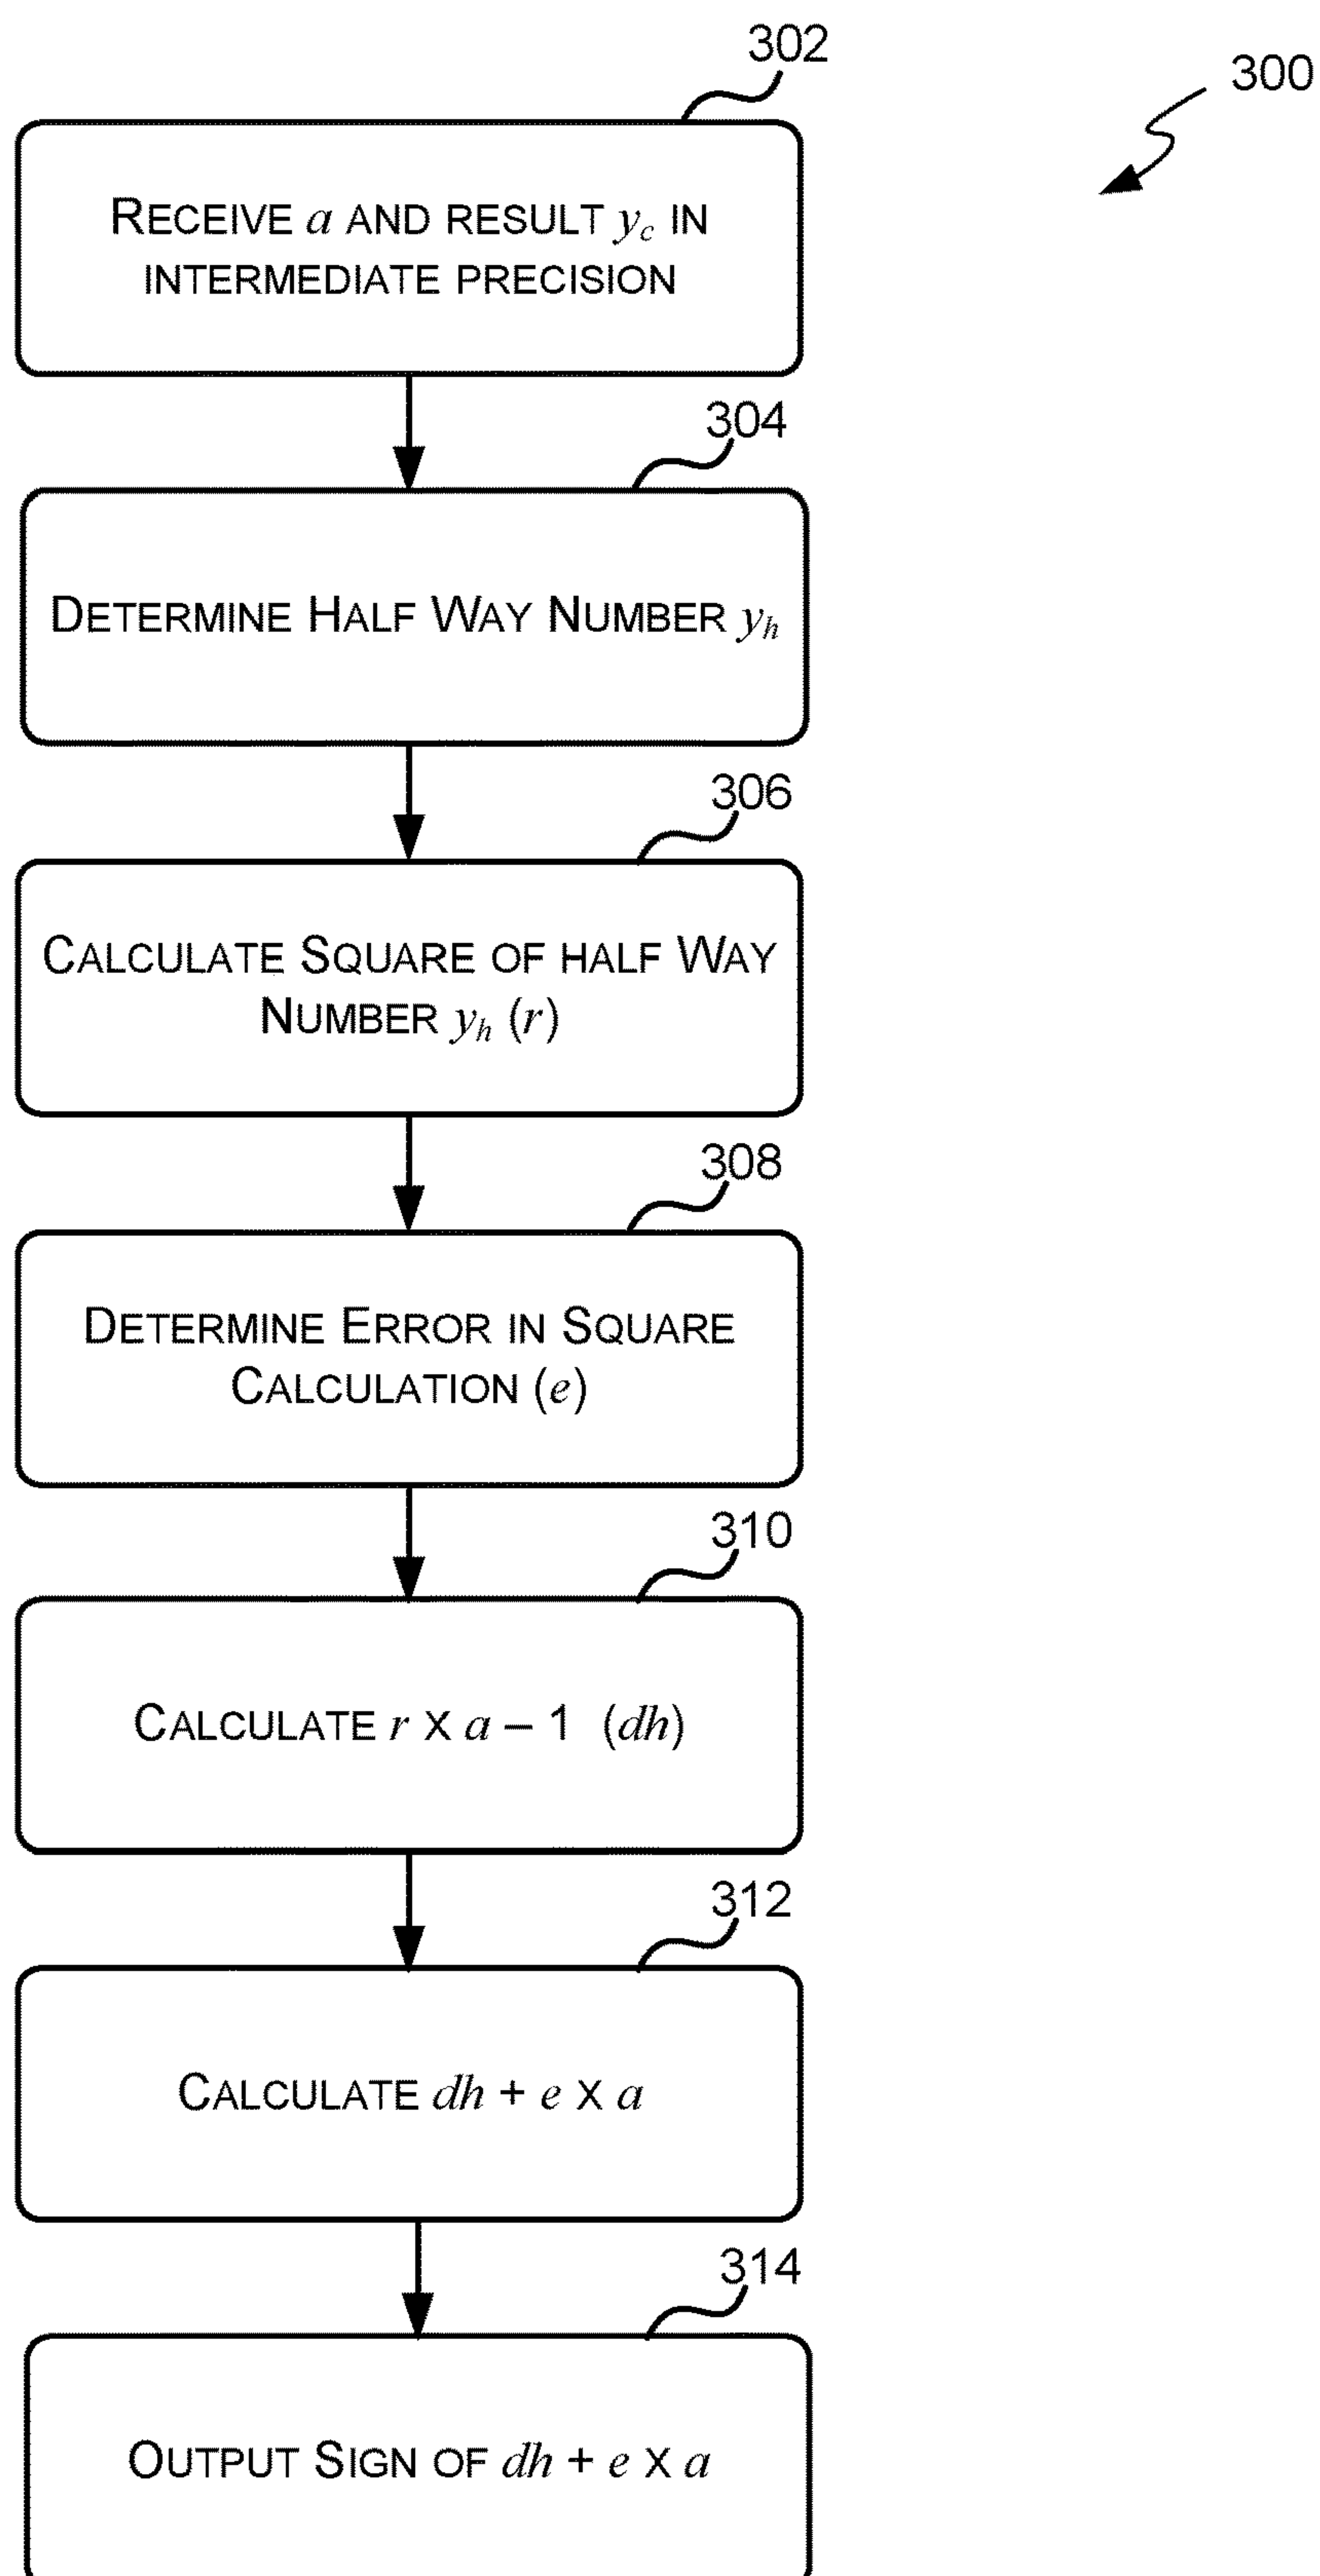 302
300
RECEIVE a AND RESULT yc IN
INTERMEDIATE PRECISION
304
DETERMINE HALF WAY NUMBER yh
306
CALCULATE SQUARE OF HALF WAY
NUMBER yh (r)
308
DETERMINE ERROR IN SQUARE
CALCULATION (e)
310
CALCULATE r X a – 1 (dh)
312
CALCULATE dh + e X a
314
OUTPUT SIGN OF dh + e X a